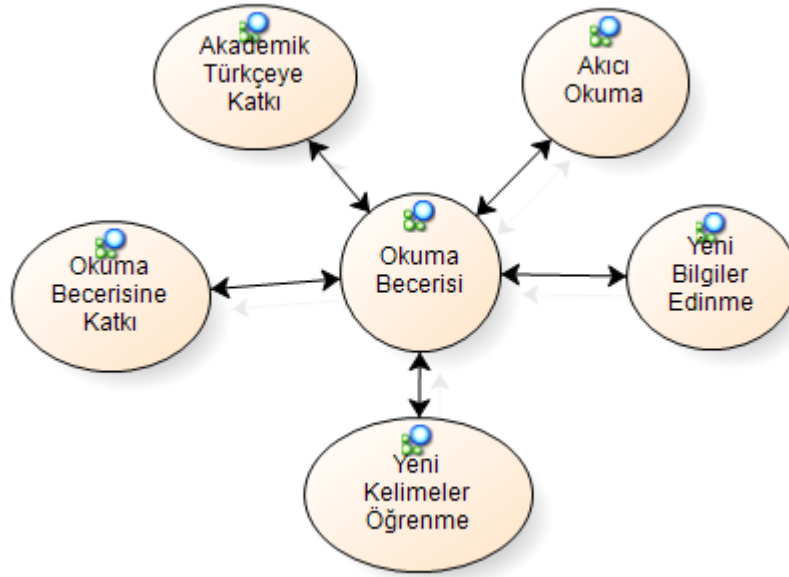 Akademik
Türkçeye
Katkı
Akıcı
Okuma
Okuma
Becerisi
Yeni
Bilgiler
Edinme
Okuma
Becerisine
Katkı
Yeni
Kelimeler
Öğrenme